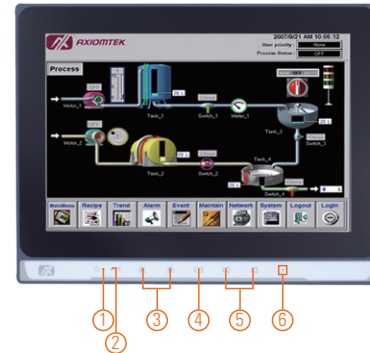 AXIOMTEK
2007/9/21 AM 10:05:12
User priority : None
Process Status : OFF
Process
OFF
Motor_1
Tank_1
Switch_1
Meter_1
Tank_3
OFF
Motor_2
Tank_2
Switch_3
Tank_4
Switch_4
MainMenu Recipe Trend Alarm Event Maintain Network System Logout Login
1 2 3 4 5 6